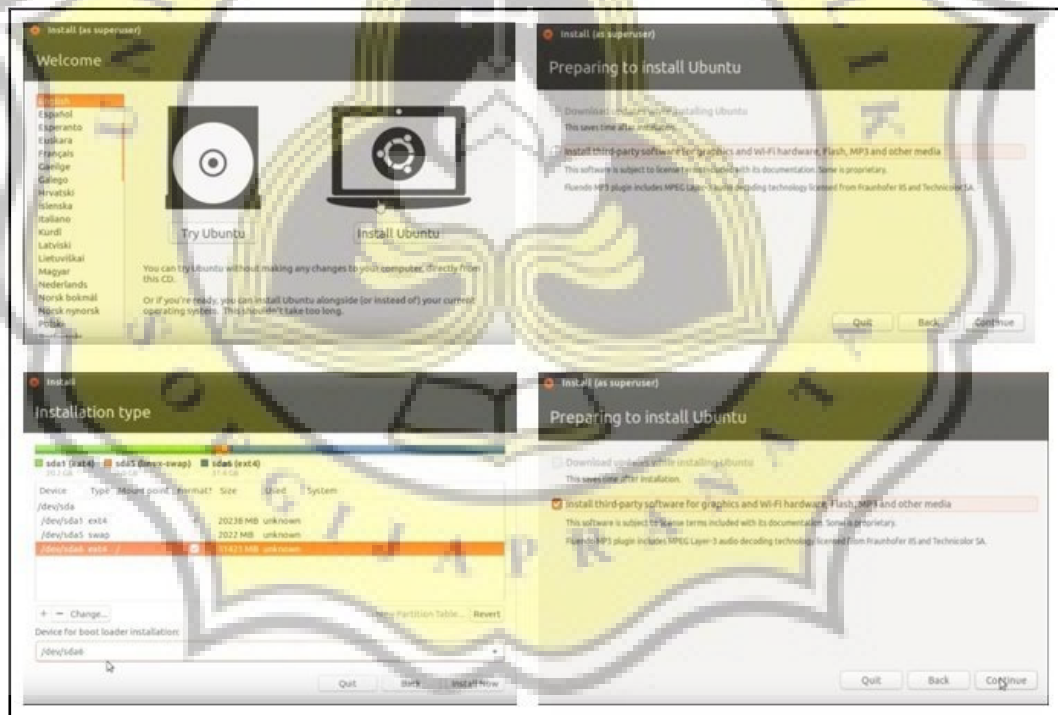 Install (as superuser)
Welcome
English
Español
Esperanto
Euskara
Français
Gaeilge
Galego
Hrvatski
Íslenska
Italiano
Kurdî
Latviski
Lietuviškai
Magyar
Nederlands
Norsk bokmål
Norsk nynorsk
Polski
Try Ubuntu
Install Ubuntu
You can try Ubuntu without making any changes to your computer, directly from
this CD.
Or if you're ready, you can install Ubuntu alongside (or instead of) your current
operating system. This shouldn't take too long.
Install (as superuser)
Preparing to install Ubuntu
Download updates while installing Ubuntu
This saves time after installation.
Install third-party software for graphics and Wi-Fi hardware, Flash, MP3 and other media
This software is subject to license terms included with its documentation. Some is proprietary.
Fluendo MP3 plugin includes MPEG Layer-3 audio decoding technology licensed from Fraunhofer IIS and Technicolor SA.
Quit Back Continue
Install
Installation type
sda1 (ext4) sda5 (linux-swap) sda6 (ext4)
Device Type Mount point Format? Size Used System
/dev/sda
/dev/sda1 ext4 20238 MB unknown
/dev/sda5 swap 2022 MB unknown
/dev/sda6 ext4 / 31421 MB unknown
+ - Change... Partition Table... Revert
Device for boot loader installation:
/dev/sda6
Quit Back Install Now
Install (as superuser)
Preparing to install Ubuntu
Download updates while installing Ubuntu
This saves time after installation.
Install third-party software for graphics and Wi-Fi hardware, Flash, MP3 and other media
This software is subject to license terms included with its documentation. Some is proprietary.
Fluendo MP3 plugin includes MPEG Layer-3 audio decoding technology licensed from Fraunhofer IIS and Technicolor SA.
Quit Back Continue